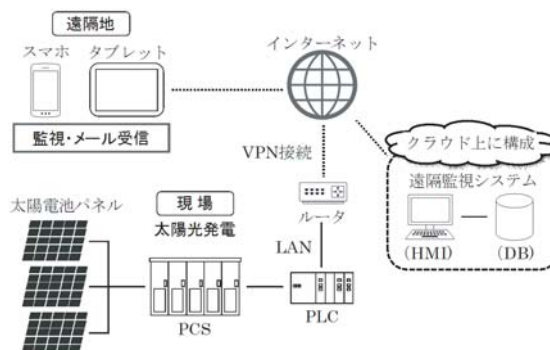 遠隔地
スマホ
タブレット
監視・メール受信
インターネット
VPN接続
クラウド上に構成
遠隔監視システム
(HMI)
(DB)
ルータ
LAN
現場
太陽光発電
太陽電池パネル
PCS
PLC